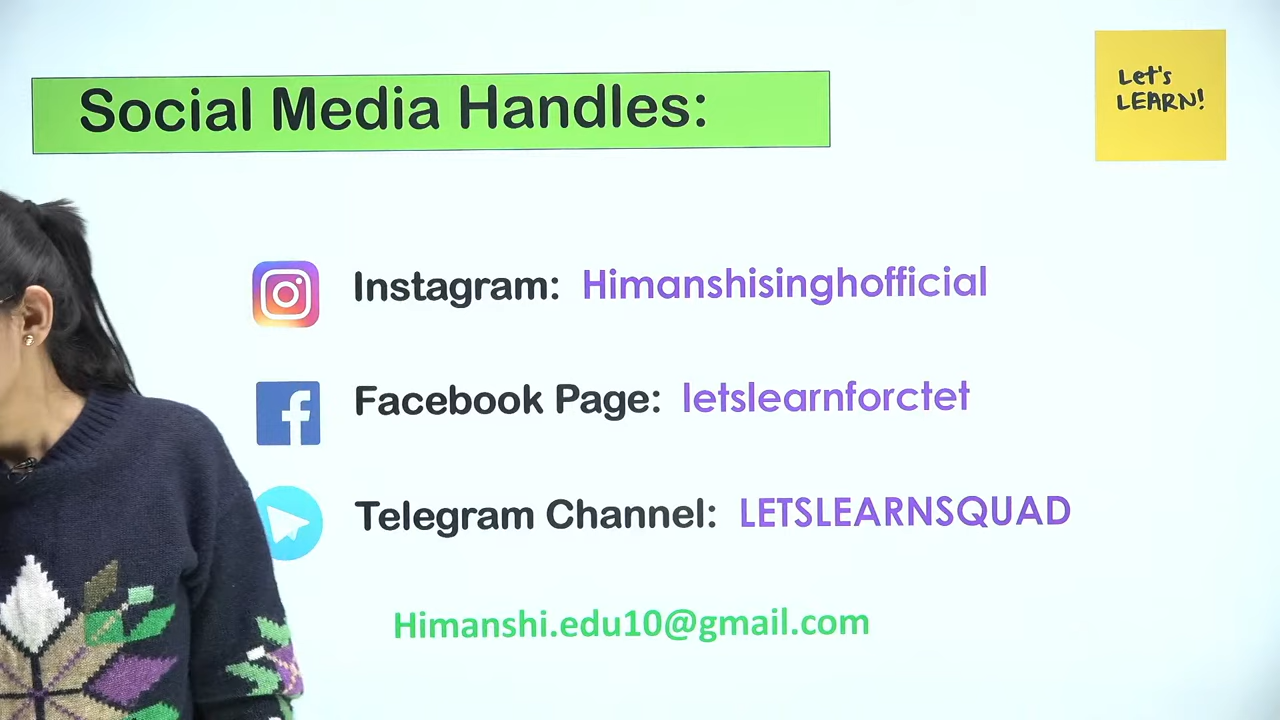 Social Media Handles:
Let's
LEARN!
Instagram: Himanshisinghofficial
Facebook Page: letslearnforctet
Telegram Channel: LETSLEARNSQUAD
Himanshi.edu10@gmail.com